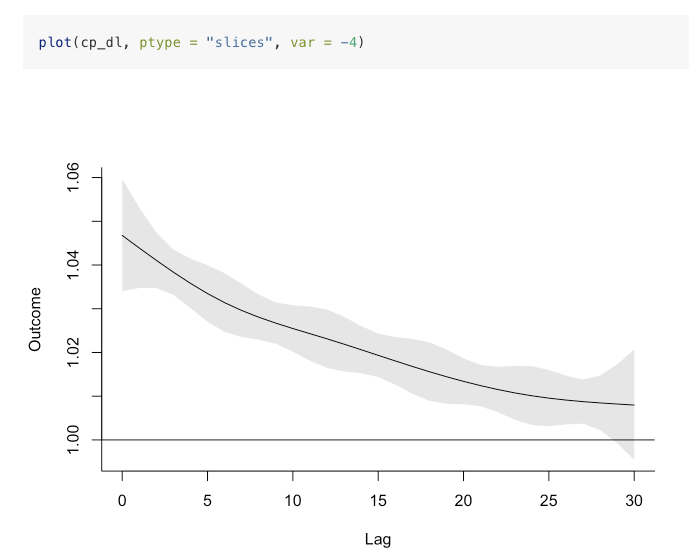 plot(cp_dl, ptype = "slices", var = -4)
1.06
1.04
1.02
1.00
Outcome
0 5 10 15 20 25 30
Lag